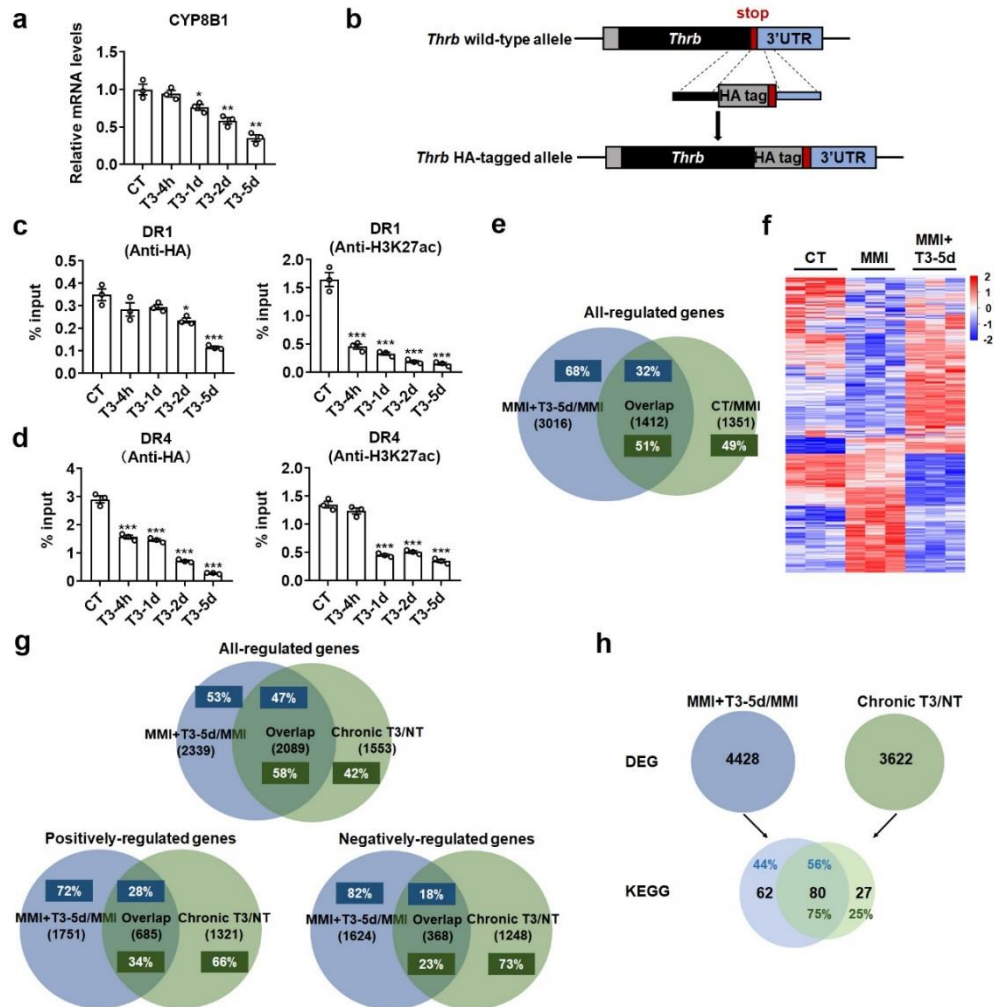 a
CYP8B1
Relative mRNA levels
1.5
1.0
0.5
0.0
*
**
**
CT
T3-4h
T3-1d
T3-2d
T3-5d
b
stop
Thrb wild-type allele
Thrb
3'UTR
HA tag
Thrb HA-tagged allele
Thrb
HA tag
3'UTR
c
DR1
(Anti-HA)
% input
0.5
0.4
0.3
0.2
0.1
0.0
*
***
CT
T3-4h
T3-1d
T3-2d
T3-5d
DR1
(Anti-H3K27ac)
% input
2.0
1.5
1.0
0.5
0.0
***
***
***
***
CT
T3-4h
T3-1d
T3-2d
T3-5d
d
DR4
(Anti-HA)
% input
4
3
2
1
0
***
***
***
***
CT
T3-4h
T3-1d
T3-2d
T3-5d
DR4
(Anti-H3K27ac)
% input
2.0
1.5
1.0
0.5
0.0
***
***
***
CT
T3-4h
T3-1d
T3-2d
T3-5d
e
All-regulated genes
68%
32%
MMI+T3-5d/MMI
(3016)
Overlap
(1412)
CT/MMI
(1351)
51%
49%
f
CT
MMI
MMI+
T3-5d
2
1
0
-1
-2
g
All-regulated genes
53%
47%
MMI+T3-5d/MMI
(2339)
Overlap
(2089)
Chronic T3/NT
(1553)
58%
42%
Positively-regulated genes
72%
28%
MMI+T3-5d/MMI
(1751)
Overlap
(685)
Chronic T3/NT
(1321)
34%
66%
Negatively-regulated genes
82%
18%
MMI+T3-5d/MMI
(1624)
Overlap
(368)
Chronic T3/NT
(1248)
23%
73%
h
MMI+T3-5d/MMI
Chronic T3/NT
DEG
4428
3622
KEGG
44%
56%
62
80
27
75%
25%